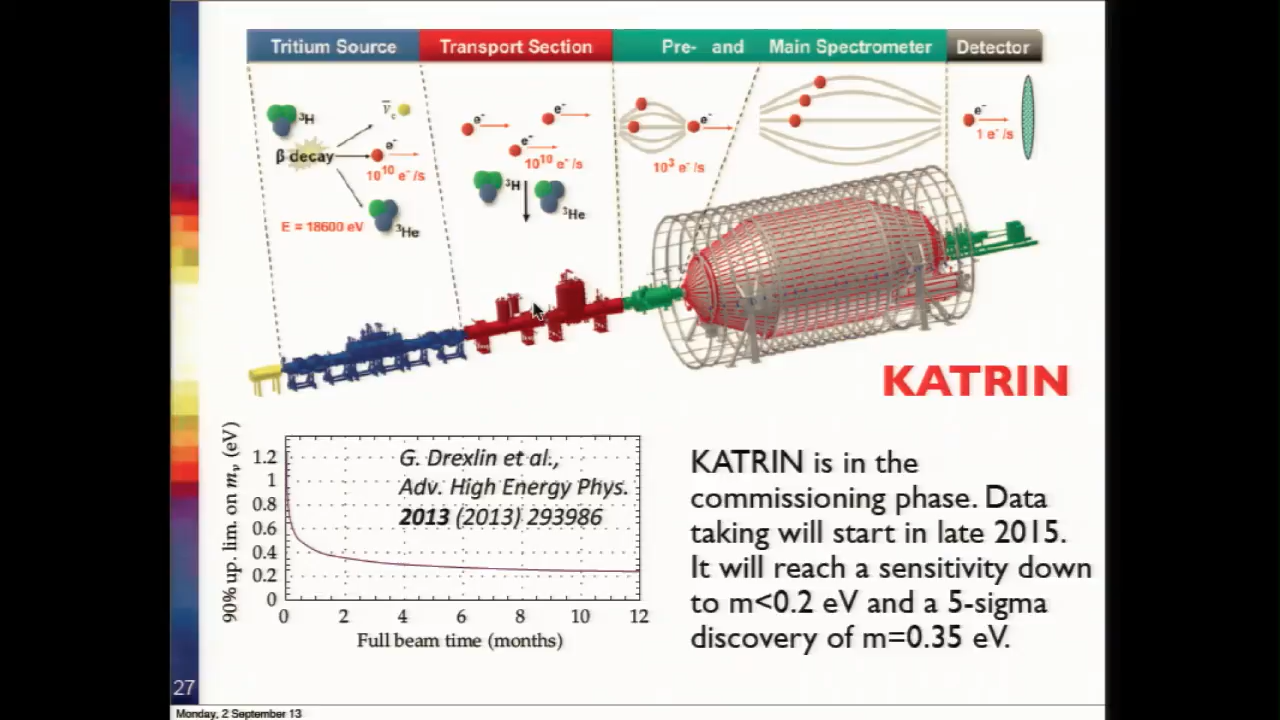 Tritium Source
Transport Section
Pre- and
Main Spectrometer
Detector
³H
ν̄e
β decay
e⁻
10¹⁰ e⁻/s
³He
E = 18600 eV
e⁻
e⁻
e⁻
10¹⁰ e⁻/s
³H
³He
e⁻
10³ e⁻/s
e⁻
1 e⁻/s
KATRIN
90% up. lim. on mν (eV)
1.2
1
0.8
0.6
0.4
0.2
0
0 2 4 6 8 10 12
Full beam time (months)
G. Drexlin et al.,
Adv. High Energy Phys.
2013 (2013) 293986
KATRIN is in the
commissioning phase. Data
taking will start in late 2015.
It will reach a sensitivity down
to m<0.2 eV and a 5-sigma
discovery of m=0.35 eV.
27
Monday, 2 September 13